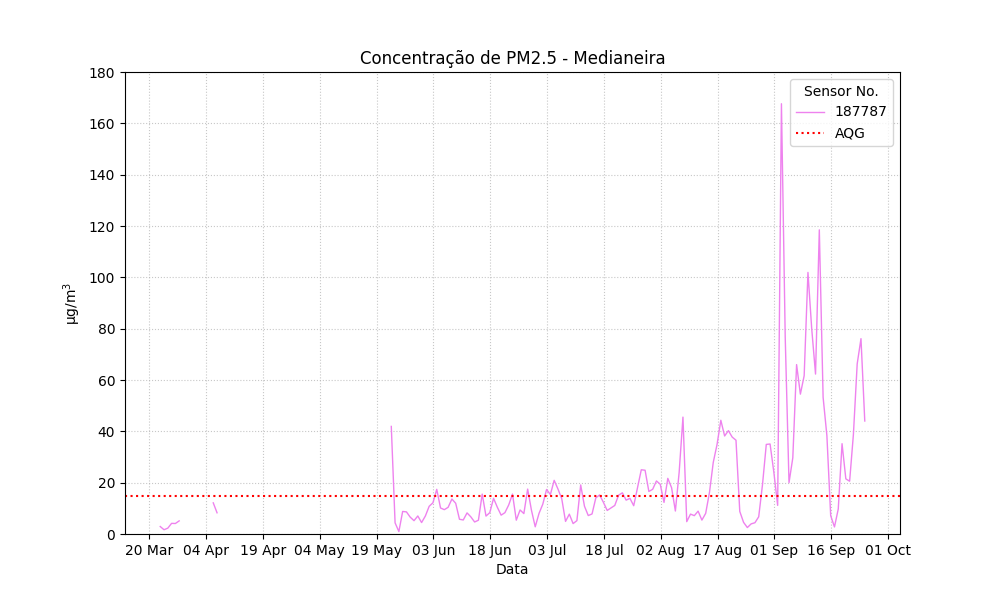 Concentração de PM2.5 - Medianeira
Sensor No.
187787
AQG
180
160
140
120
100
80
60
40
20
0
µg/m³
20 Mar
04 Apr
19 Apr
04 May
19 May
03 Jun
18 Jun
03 Jul
18 Jul
02 Aug
17 Aug
01 Sep
16 Sep
01 Oct
Data